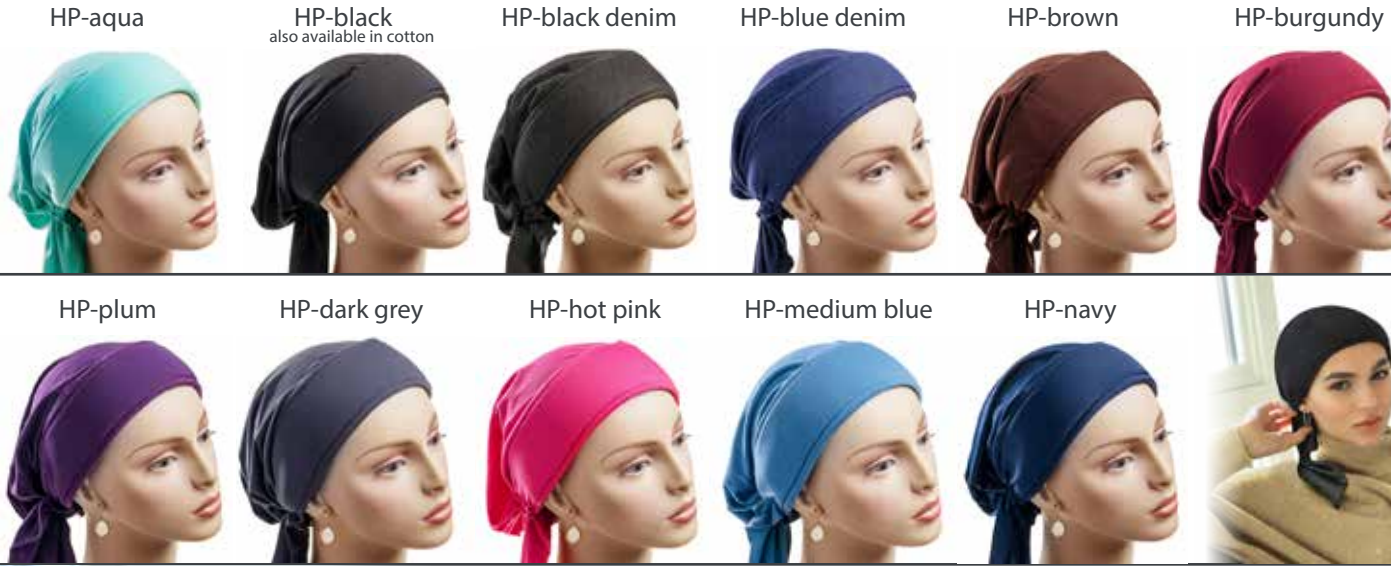 HP-aqua
HP-black
also available in cotton
HP-black denim
HP-blue denim
HP-brown
HP-burgundy
HP-plum
HP-dark grey
HP-hot pink
HP-medium blue
HP-navy